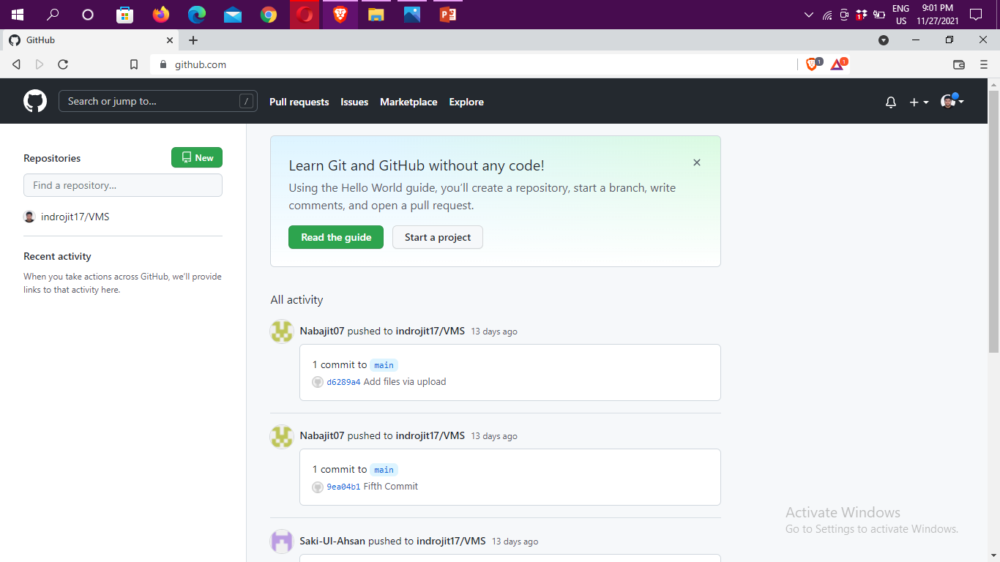 ENG
US
9:01 PM
11/27/2021
1
GitHub
github.com
1
1
Search or jump to...
/
Pull requests
Issues
Marketplace
Explore
Repositories
New
Find a repository...
indrojit17/VMS
Recent activity
When you take actions across GitHub, we'll provide
links to that activity here.
Learn Git and GitHub without any code!
Using the Hello World guide, you'll create a repository, start a branch, write
comments, and open a pull request.
Read the guide
Start a project
All activity
Nabajit07 pushed to indrojit17/VMS 13 days ago
1 commit to main
d6289a4 Add files via upload
Nabajit07 pushed to indrojit17/VMS 13 days ago
1 commit to main
9ea04b1 Fifth Commit
Saki-Ul-Ahsan pushed to indrojit17/VMS 13 days ago
Activate Windows
Go to Settings to activate Windows.